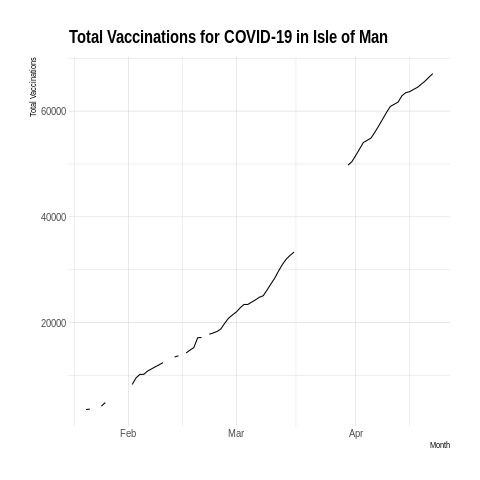 Total Vaccinations for COVID-19 in Isle of Man
Total Vaccinations
60000
40000
20000
Feb Mar Apr
Month